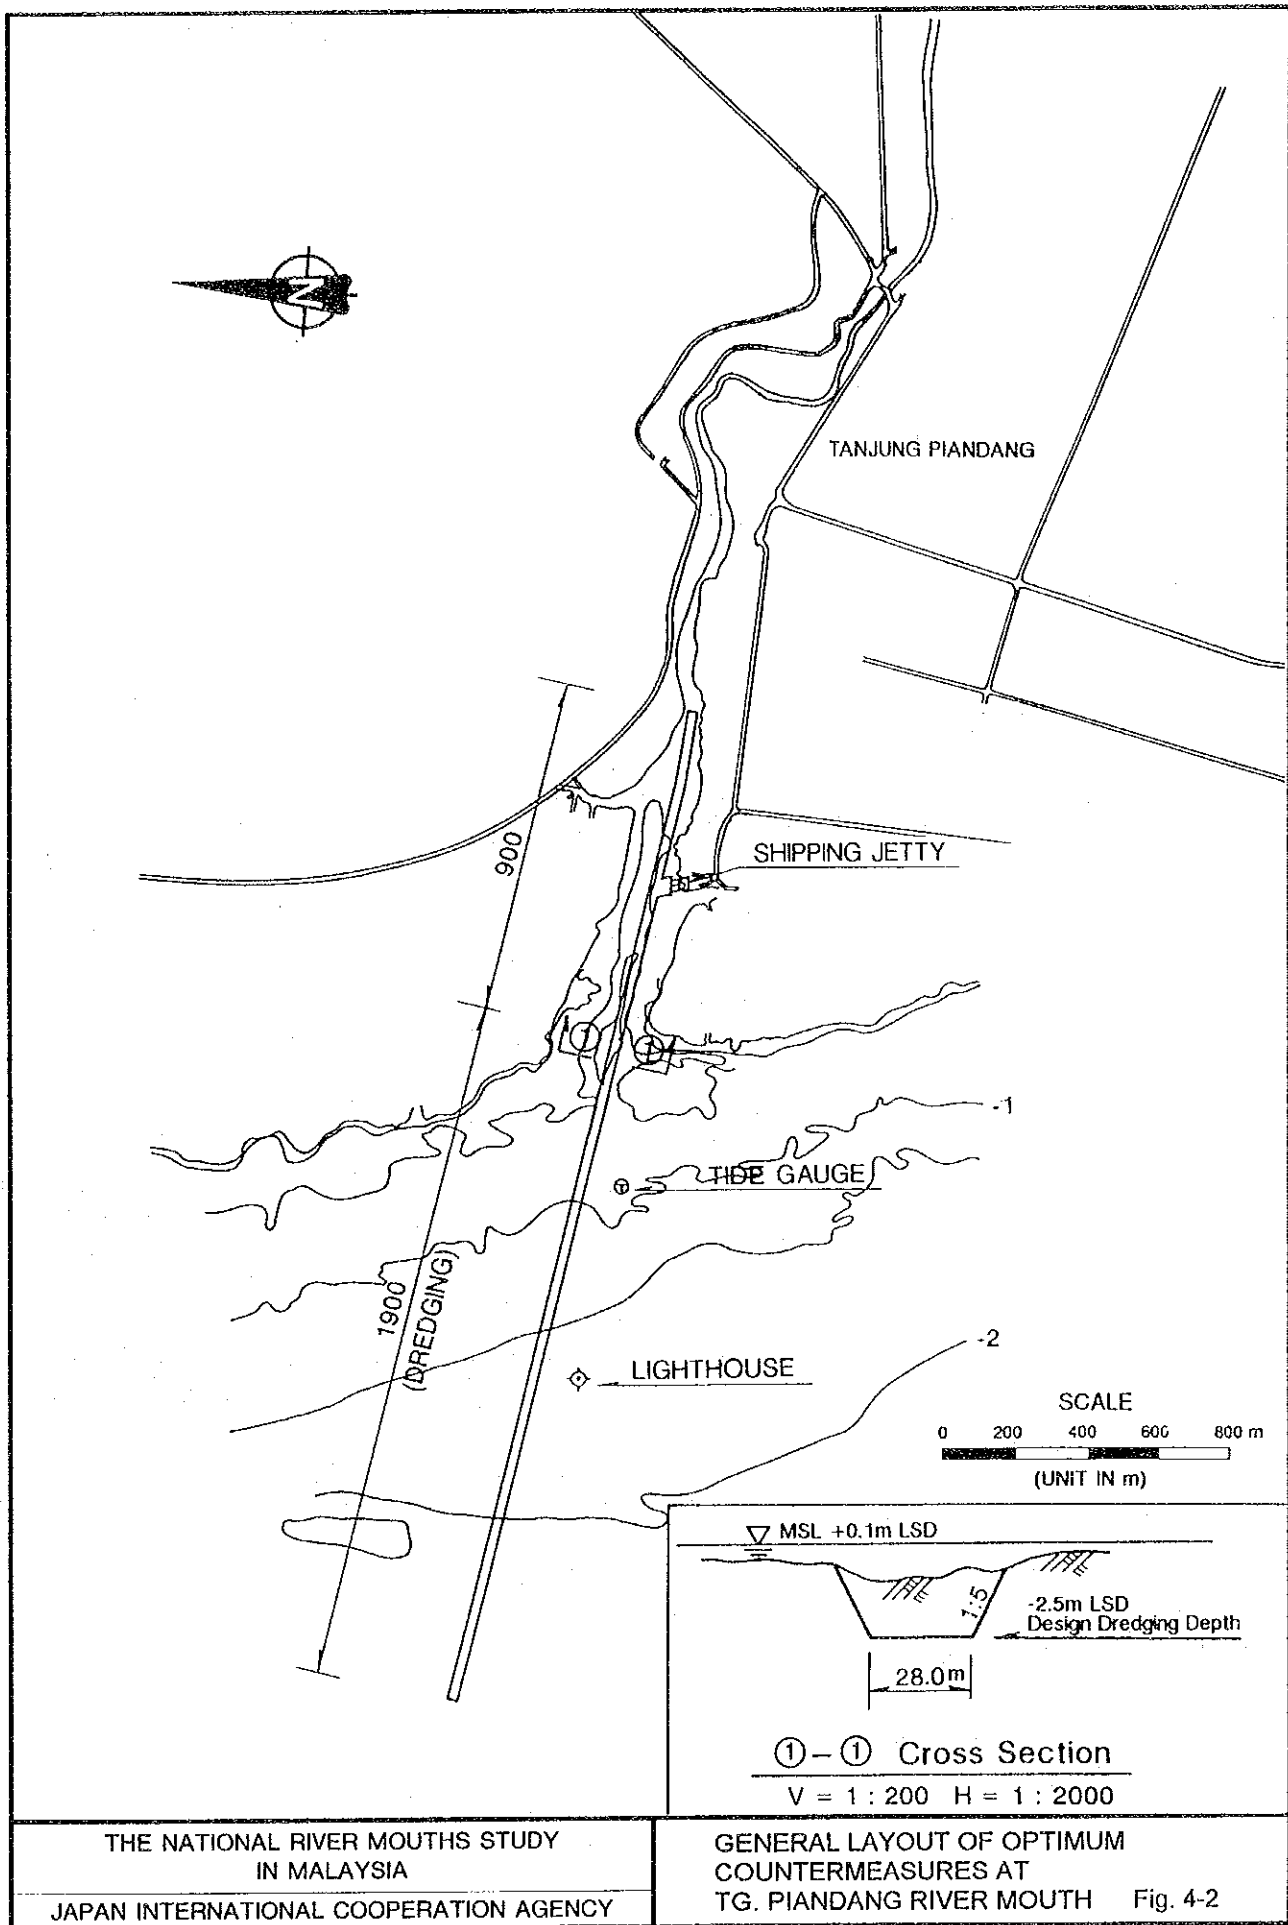 N
TANJUNG PIANDANG
900
SHIPPING JETTY
1
1
-1
TIDE GAUGE
1900
(DREDGING)
-2
LIGHTHOUSE
SCALE
0 200 400 600 800 m
(UNIT IN m)
MSL +0.1m LSD
1:5
-2.5m LSD
Design Dredging Depth
28.0m
①-① Cross Section
V = 1 : 200 H = 1 : 2000
THE NATIONAL RIVER MOUTHS STUDY
IN MALAYSIA
JAPAN INTERNATIONAL COOPERATION AGENCY
GENERAL LAYOUT OF OPTIMUM
COUNTERMEASURES AT
TG. PIANDANG RIVER MOUTH Fig. 4-2